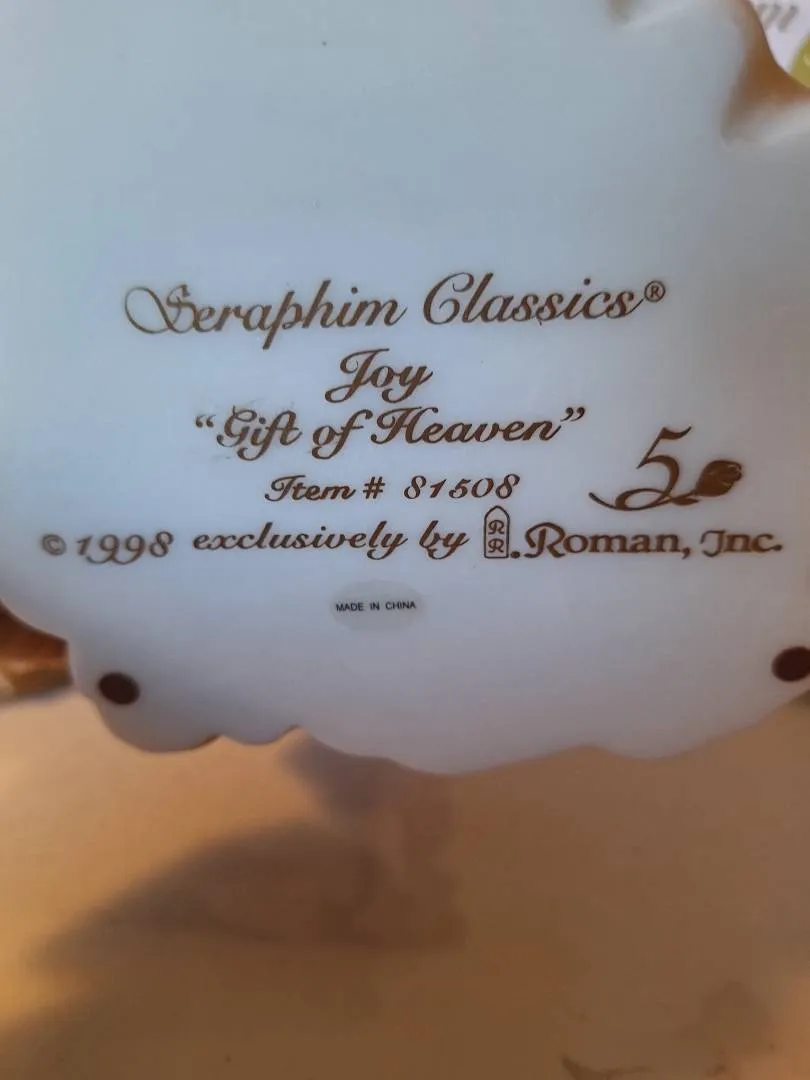 Seraphim Classics®
Joy
“Gift of Heaven”
Item # 81508
5
© 1998 exclusively by R R . Roman, Inc.
MADE IN CHINA